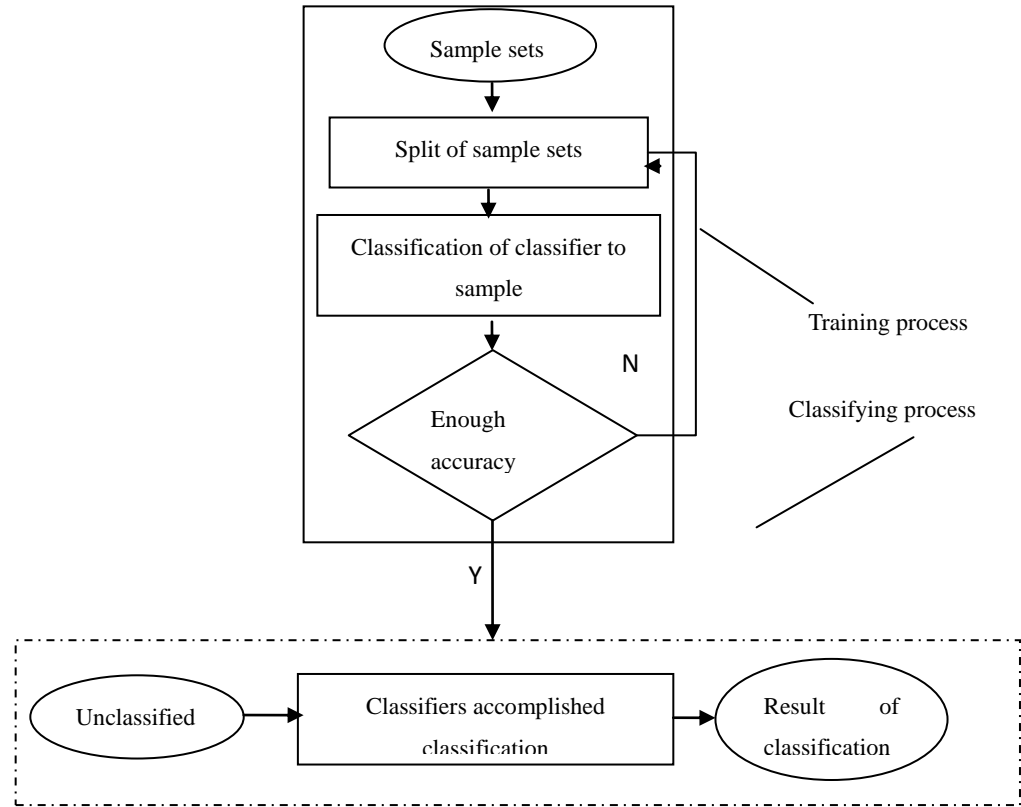 Sample sets
Split of sample sets
Classification of classifier to
sample
N
Training process
Classifying process
Enough
accuracy
Y
Unclassified
Classifiers accomplished
classification
Result of
classification